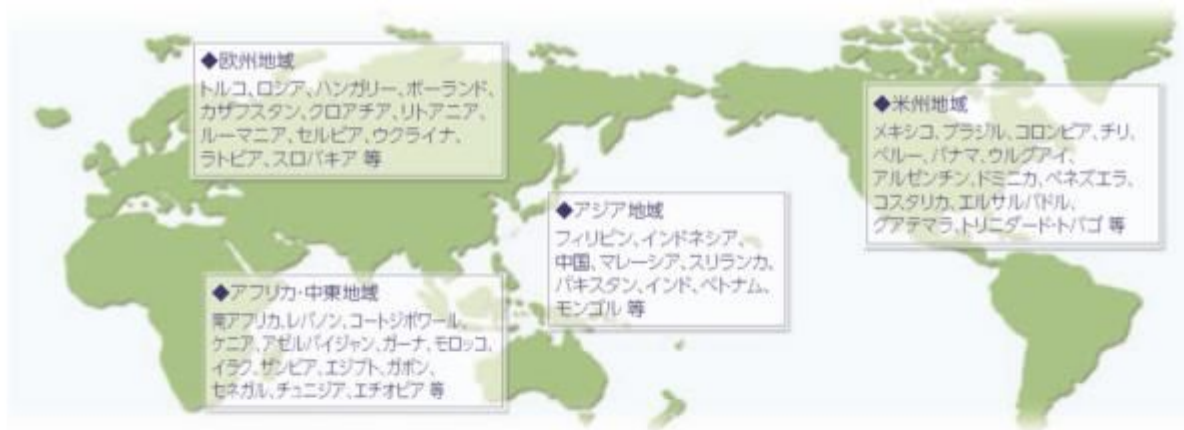 ◆欧州地域
トルコ、ロシア、ハンガリー、ポーランド、
カザフスタン、クロアチア、リトアニア、
ルーマニア、セルビア、ウクライナ、
ラトビア、スロバキア 等
◆アフリカ・中東地域
南アフリカ、レバノン、コートジボワール、
ケニア、アゼルバイジャン、ガーナ、モロッコ、
イラク、ザンビア、エジプト、ガボン、
セネガル、チュニジア、エチオピア 等
◆アジア地域
フィリピン、インドネシア、
中国、マレーシア、スリランカ、
パキスタン、インド、ベトナム、
モンゴル 等
◆米州地域
メキシコ、ブラジル、コロンビア、チリ、
ペルー、パナマ、ウルグアイ、
アルゼンチン、ドミニカ、ベネズエラ、
コスタリカ、エルサルバドル、
グアテマラ、トリニダード・トバゴ 等